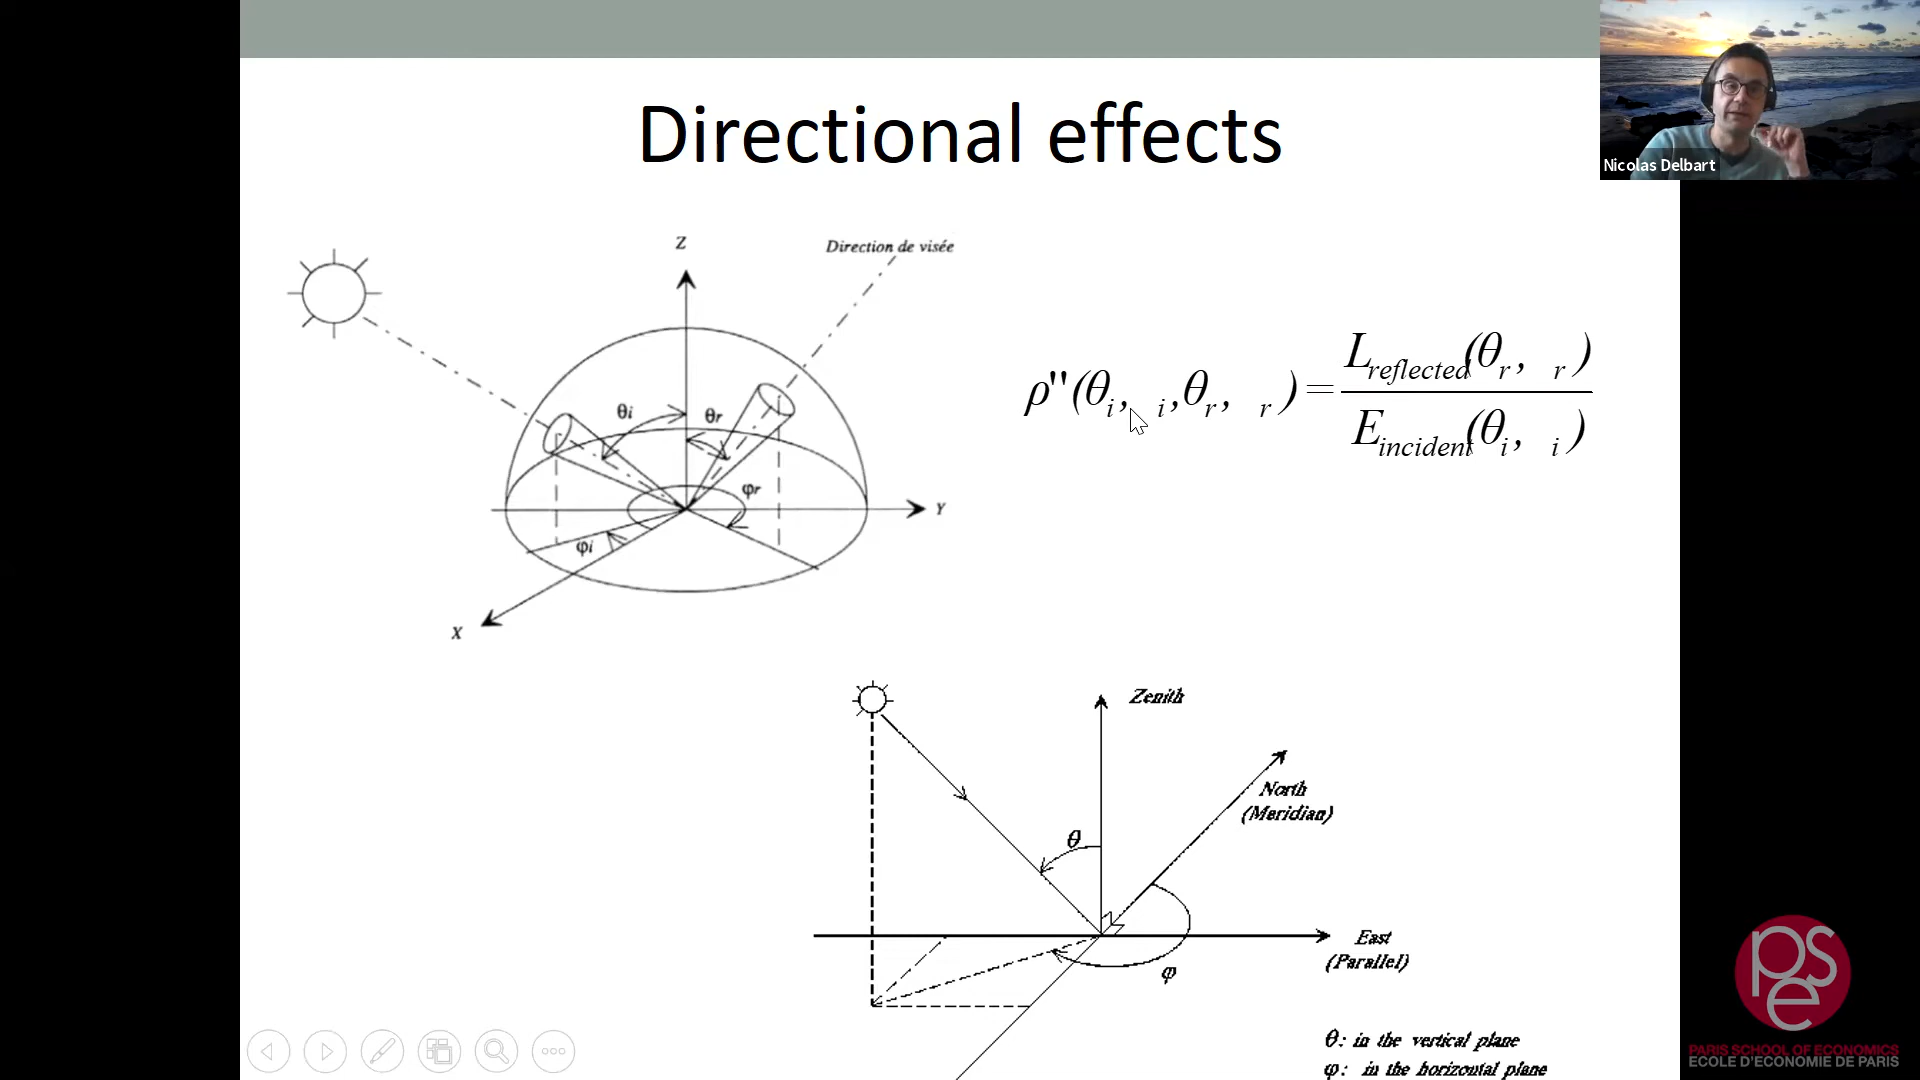 Directional effects
Nicolas Delbart
Z
Direction de visée
θi
θr
φr
Y
φi
X
ρ"(θi, i,θr, r)=Lreflected(θr, r)/Eincident(θi, i)
Zenith
North
(Meridian)
θ
East
(Parallel)
φ
θ: in the vertical plane
φ: in the horizontal plane
pse
PARIS SCHOOL OF ECONOMICS
ECOLE D'ECONOMIE DE PARIS